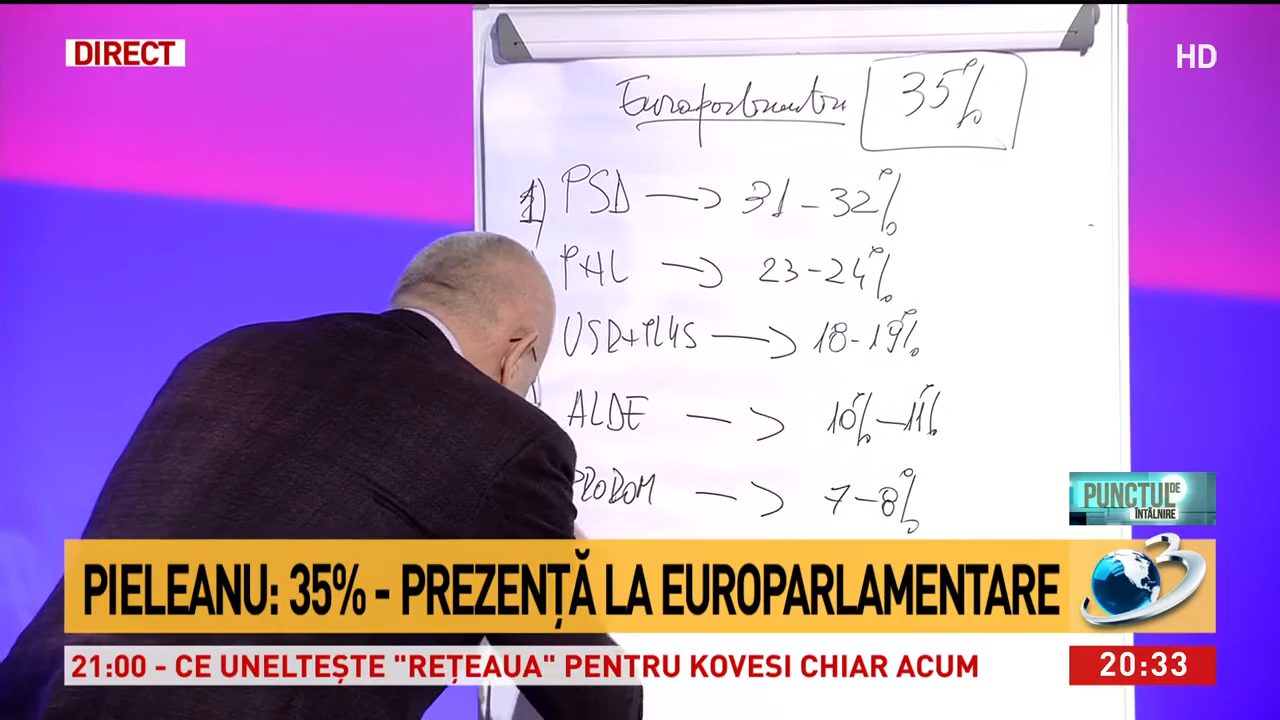 DIRECT
HD
Europarlamentare 35%
1) PSD → 31-32%
PNL → 23-24%
USR+PLUS → 18-19%
ALDE → 10%-11%
PROROM → 7-8%
PUNCTUL DE ÎNTÂLNIRE
3
PIELEANU: 35% - PREZENȚĂ LA EUROPARLAMENTARE
21:00 - CE UNELTEȘTE "REȚEAUA" PENTRU KOVESI CHIAR ACUM
20:33